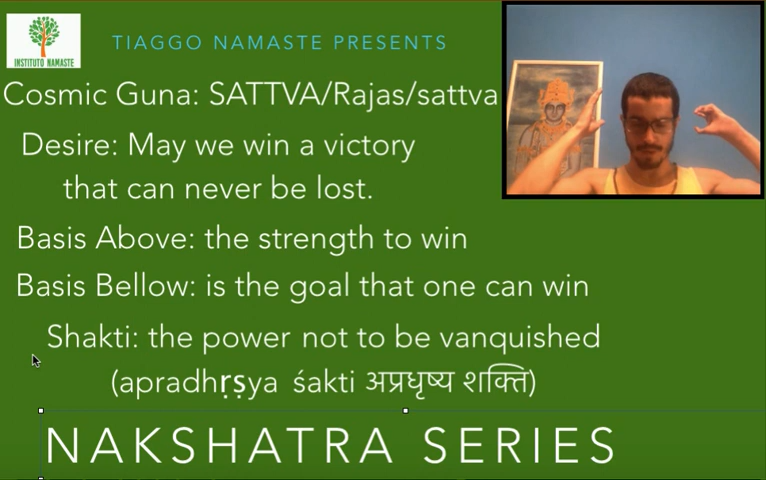 INSTITUTO NAMASTE
TIAGGO NAMASTE PRESENTS
Cosmic Guna: SATTVA/Rajas/sattva
Desire: May we win a victory
that can never be lost.
Basis Above: the strength to win
Basis Bellow: is the goal that one can win
Shakti: the power not to be vanquished
(apradhṛṣya śakti अप्रधृष्य शक्ति)
NAKSHATRA SERIES